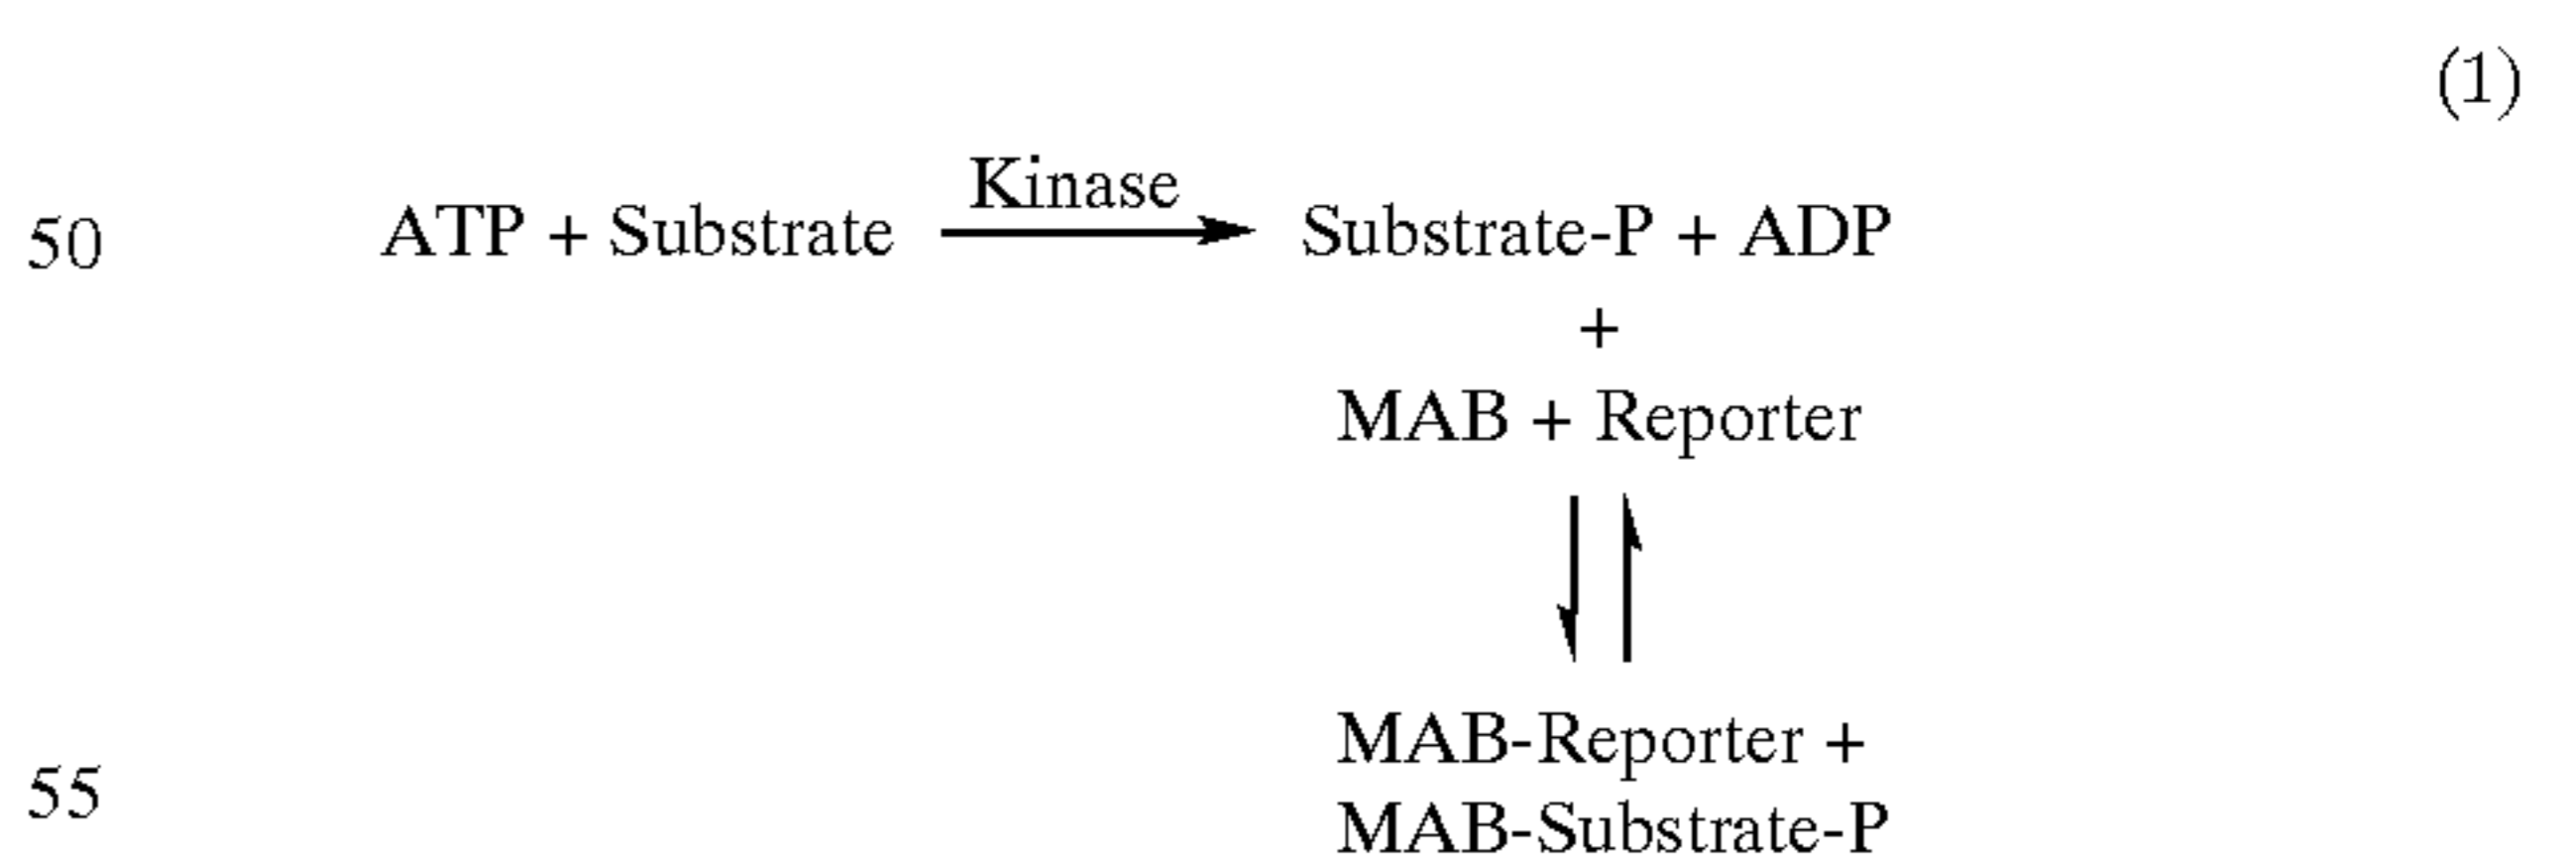 (1)
Kinase
50 ATP + Substrate Substrate-P + ADP
+
MAB + Reporter
MAB-Reporter +
55
MAB-Substrate-P